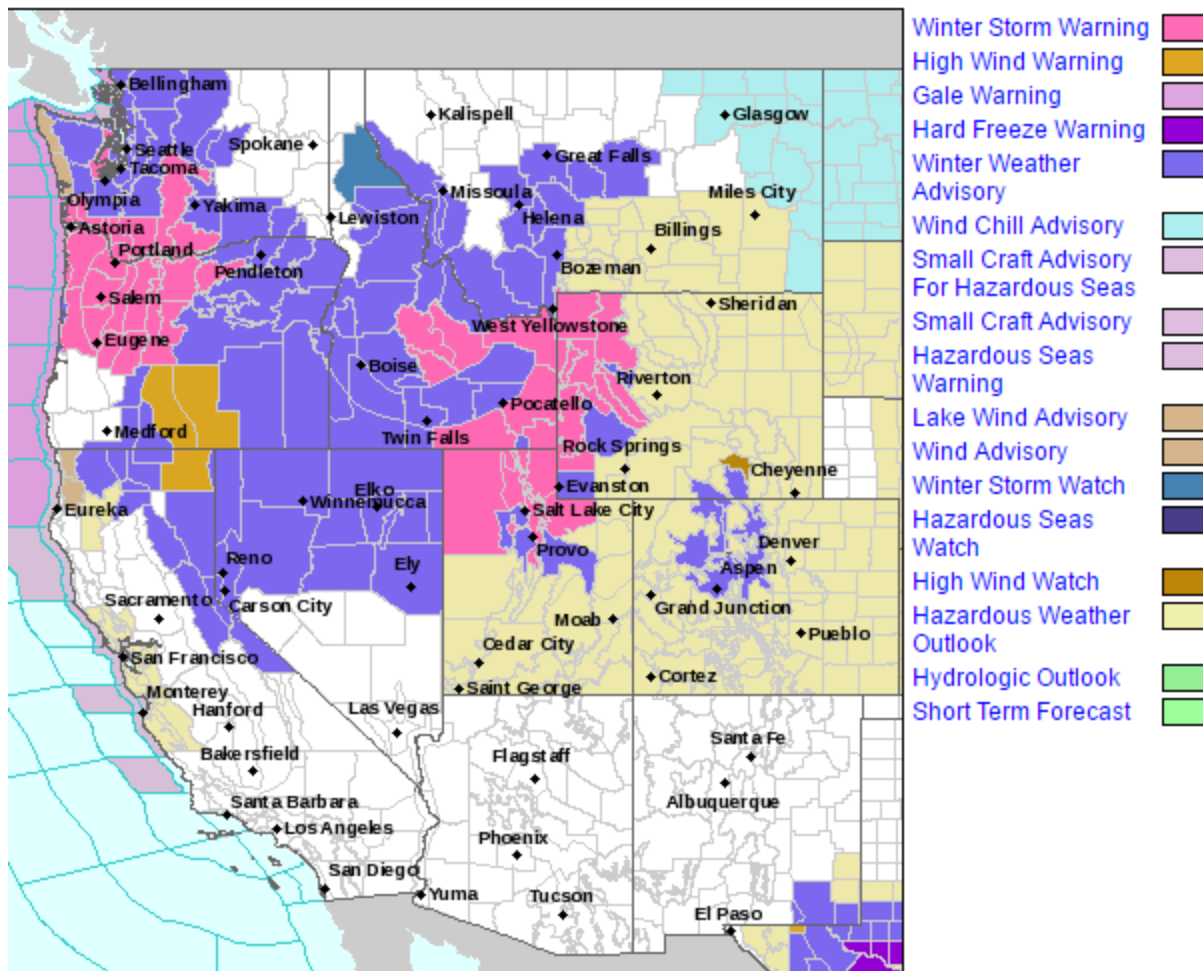 Bellingham
Seattle
Tacoma
Olympia
Spokane
Yakima
Astoria
Portland
Pendleton
Salem
Eugene
Medford
Lewiston
Kalispell
Missoula
Great Falls
Helena
Bozeman
Billings
Miles City
Glasgow
West Yellowstone
Sheridan
Boise
Pocatello
Twin Falls
Riverton
Rock Springs
Evanston
Cheyenne
Eureka
Elko
Winnemucca
Salt Lake City
Provo
Reno
Ely
Carson City
Sacramento
San Francisco
Monterey
Hanford
Bakersfield
Santa Barbara
Los Angeles
San Diego
Las Vegas
Moab
Cedar City
Saint George
Denver
Aspen
Grand Junction
Pueblo
Cortez
Flagstaff
Phoenix
Yuma
Tucson
Santa Fe
Albuquerque
El Paso
Winter Storm Warning
High Wind Warning
Gale Warning
Hard Freeze Warning
Winter Weather
Advisory
Wind Chill Advisory
Small Craft Advisory
For Hazardous Seas
Small Craft Advisory
Hazardous Seas
Warning
Lake Wind Advisory
Wind Advisory
Winter Storm Watch
Hazardous Seas
Watch
High Wind Watch
Hazardous Weather
Outlook
Hydrologic Outlook
Short Term Forecast